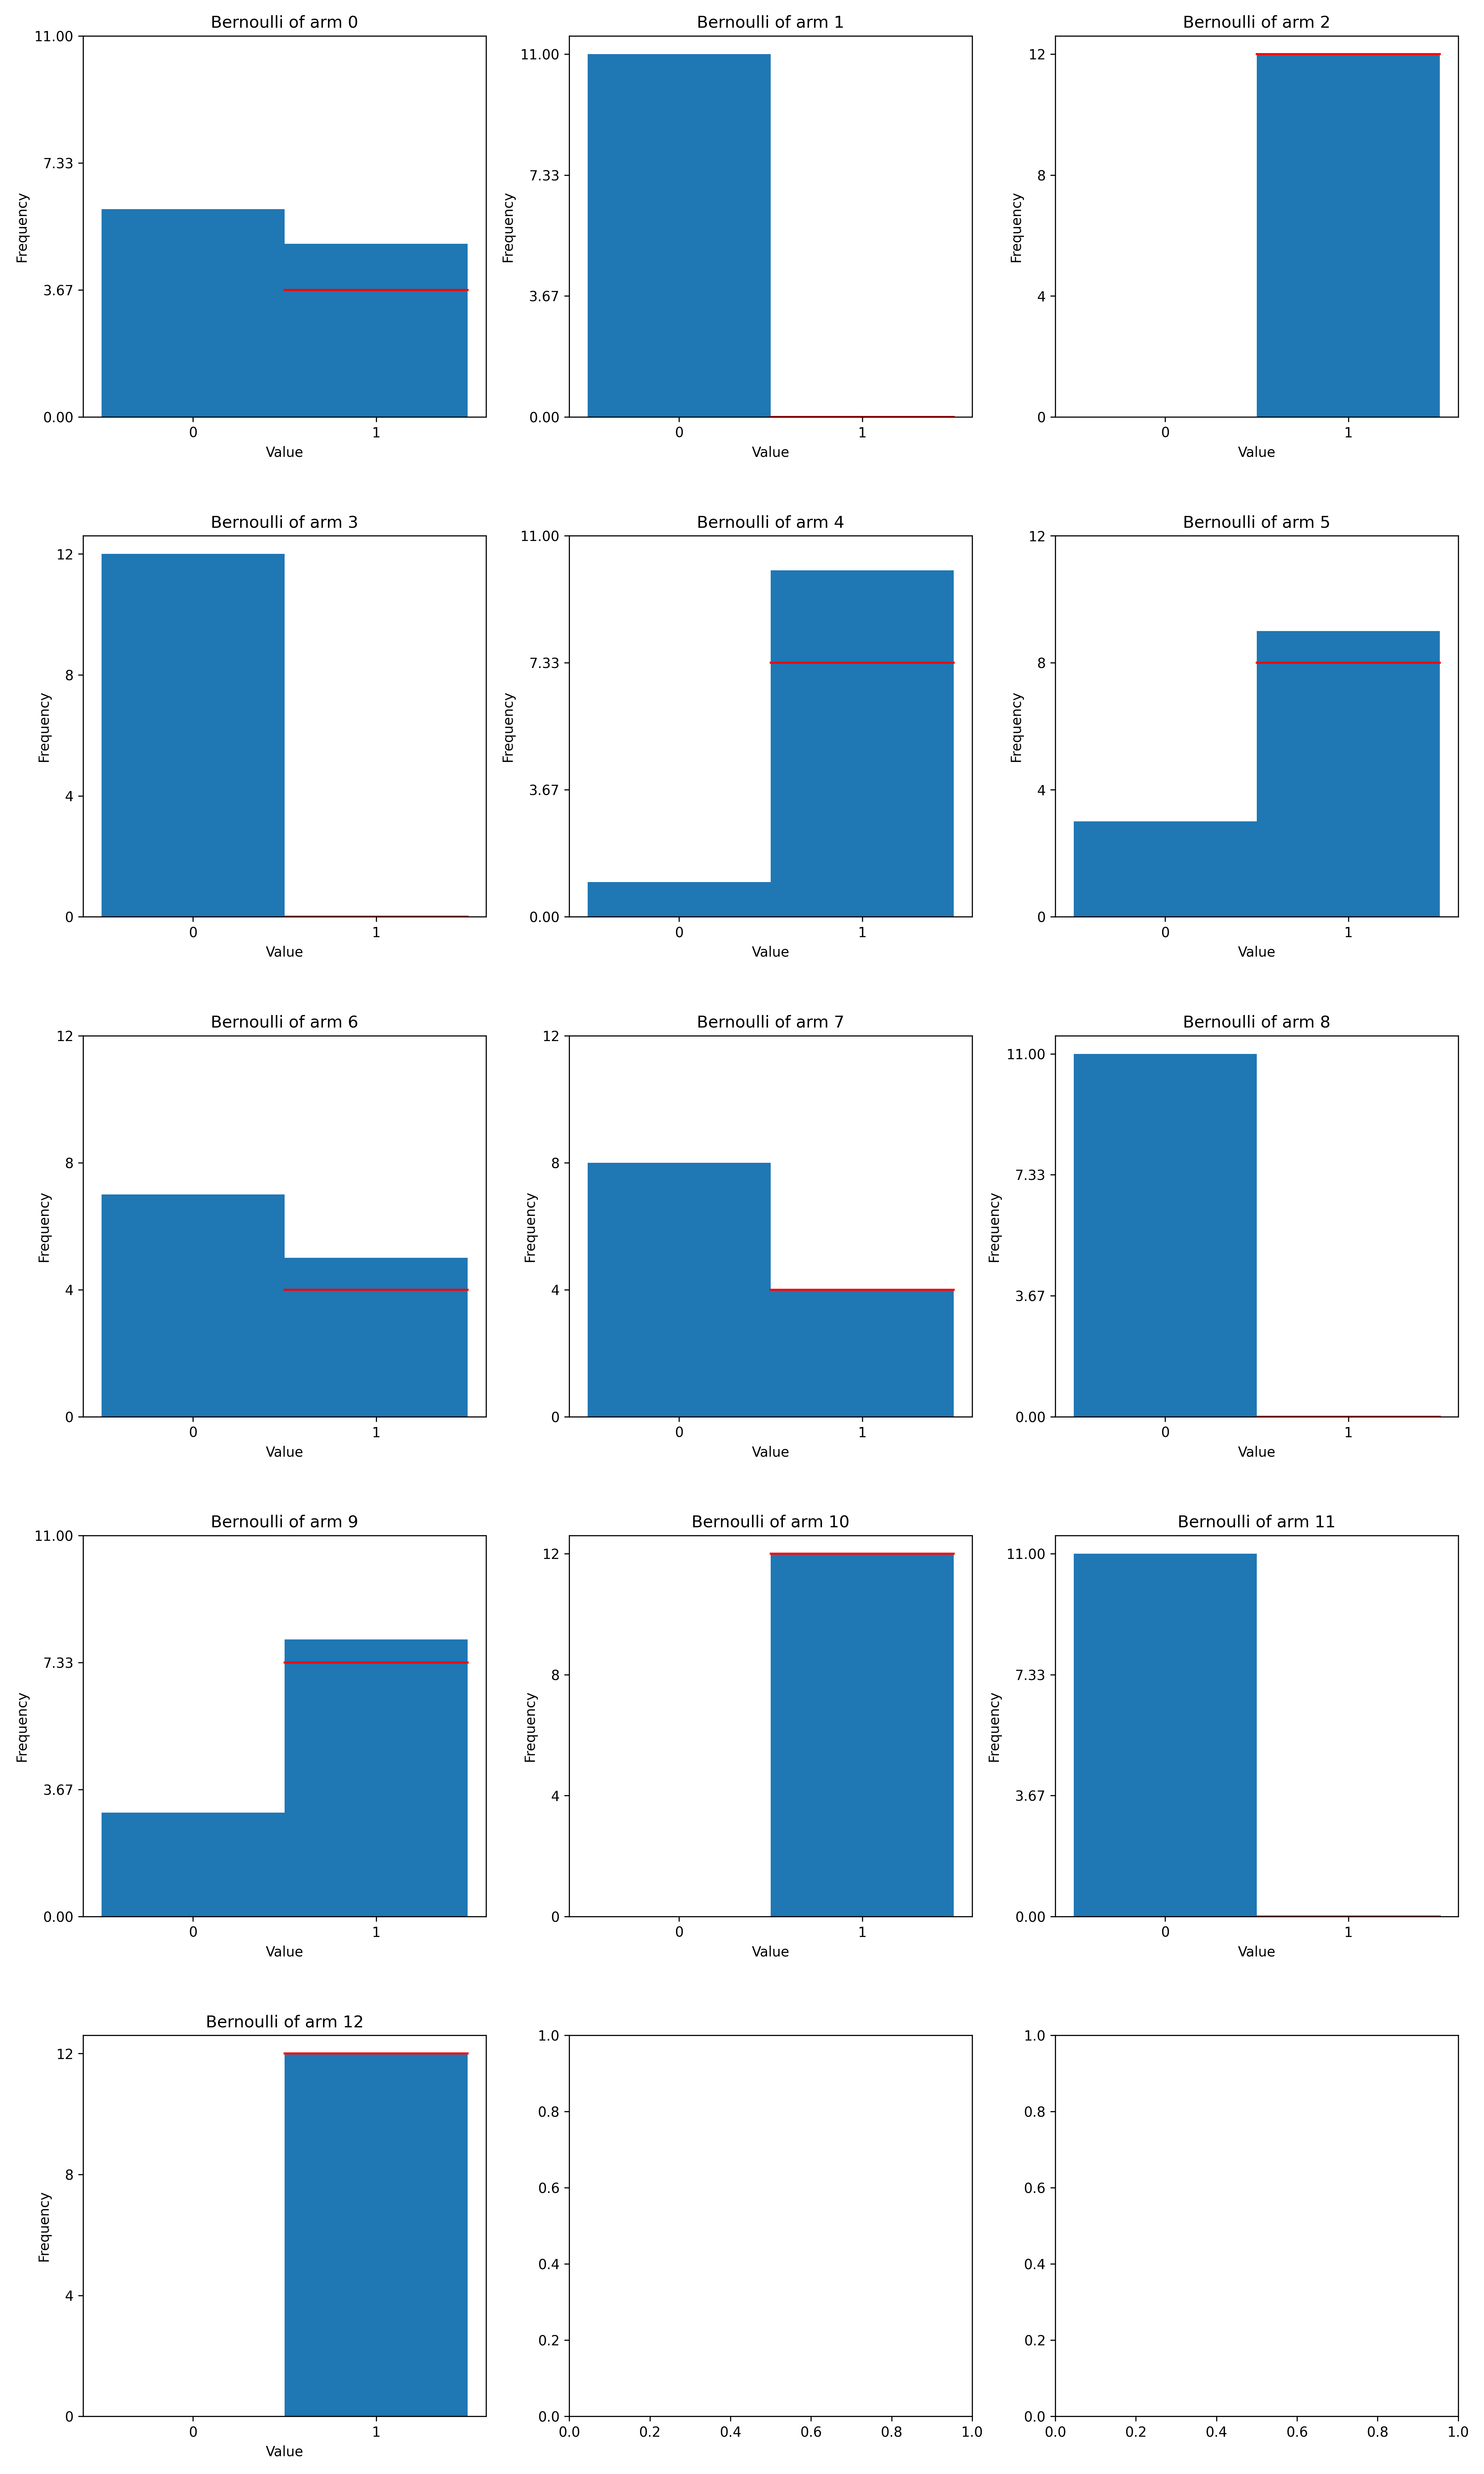 Bernoulli of arm 0
11.00
7.33
3.67
0.00
Frequency
0 1
Value
Bernoulli of arm 1
11.00
7.33
3.67
0.00
Frequency
0 1
Value
Bernoulli of arm 2
12
8
4
0
Frequency
0 1
Value
Bernoulli of arm 3
12
8
4
0
Frequency
0 1
Value
Bernoulli of arm 4
11.00
7.33
3.67
0.00
Frequency
0 1
Value
Bernoulli of arm 5
12
8
4
0
Frequency
0 1
Value
Bernoulli of arm 6
12
8
4
0
Frequency
0 1
Value
Bernoulli of arm 7
12
8
4
0
Frequency
0 1
Value
Bernoulli of arm 8
11.00
7.33
3.67
0.00
Frequency
0 1
Value
Bernoulli of arm 9
11.00
7.33
3.67
0.00
Frequency
0 1
Value
Bernoulli of arm 10
12
8
4
0
Frequency
0 1
Value
Bernoulli of arm 11
11.00
7.33
3.67
0.00
Frequency
0 1
Value
Bernoulli of arm 12
12
8
4
0
Frequency
0 1
Value
1.0
0.8
0.6
0.4
0.2
0.0
0.0 0.2 0.4 0.6 0.8 1.0
1.0
0.8
0.6
0.4
0.2
0.0
0.0 0.2 0.4 0.6 0.8 1.0